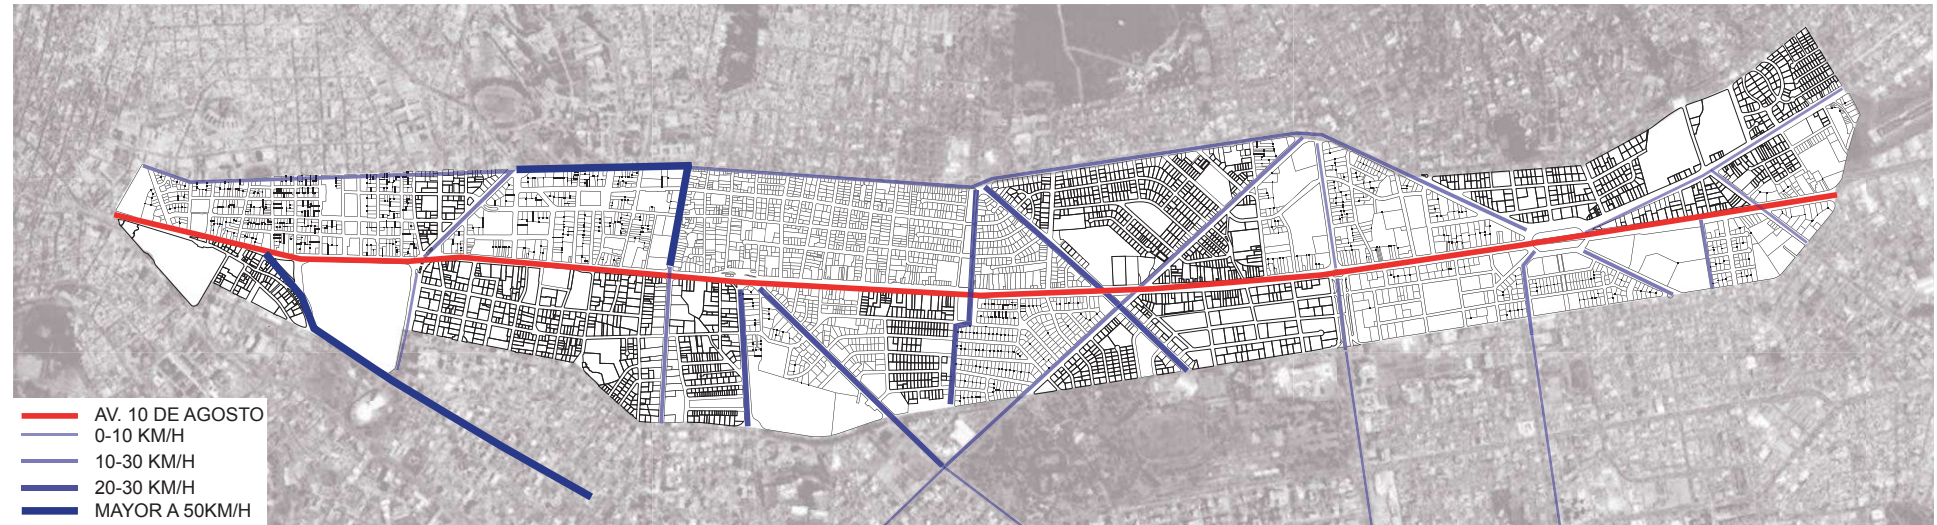 AV. 10 DE AGOSTO
0-10 KM/H
10-30 KM/H
20-30 KM/H
MAYOR A 50KM/H